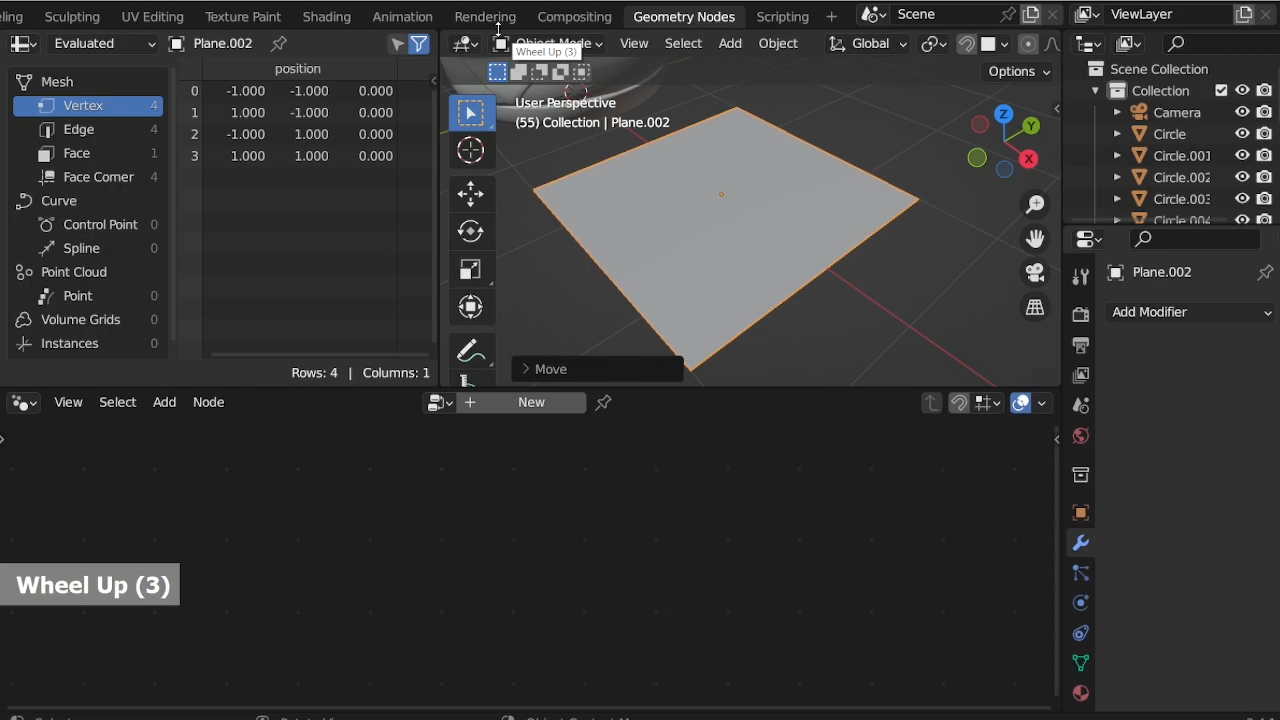 ling Sculpting UV Editing Texture Paint Shading Animation Rendering Compositing Geometry Nodes Scripting + Scene ViewLayer
Evaluated Plane.002
Object Mode View Select Add Object Global
Wheel Up (3)
position
Options
Mesh
Vertex 4
Edge 4
Face 1
Face Corner 4
Curve
Control Point 0
Spline 0
Point Cloud
Point 0
Volume Grids 0
Instances 0
0 -1.000 -1.000 0.000
1 1.000 -1.000 0.000
2 -1.000 1.000 0.000
3 1.000 1.000 0.000
Rows: 4 | Columns: 1
User Perspective
(55) Collection | Plane.002
Z
Y
X
Move
Scene Collection
Collection
Camera
Circle
Circle.001
Circle.002
Circle.003
Circle.004
Plane.002
Add Modifier
View Select Add Node
+ New
Wheel Up (3)